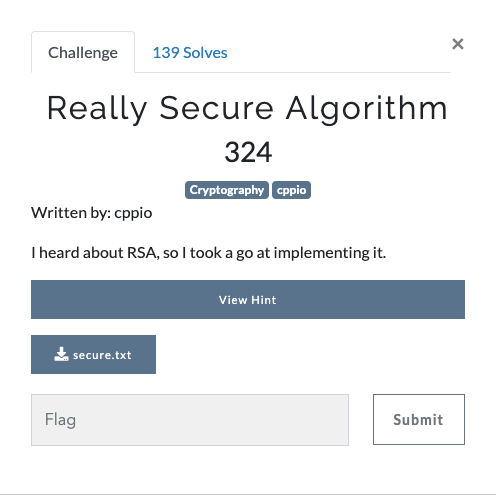 Challenge 139 Solves ×
Really Secure Algorithm
324
Cryptography cppio
Written by: cppio
I heard about RSA, so I took a go at implementing it.
View Hint
secure.txt
Flag Submit